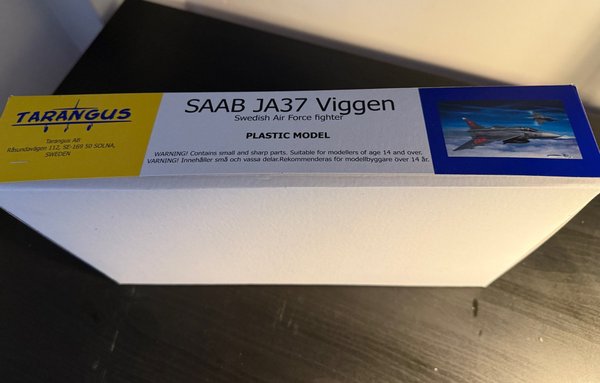 TARANGUS
Tarangus AB
Råsundavägen 112, SE-169 50 SOLNA,
SWEDEN
SAAB JA37 Viggen
Swedish Air Force fighter
PLASTIC MODEL
WARNING! Contains small and sharp parts. Suitable for modellers of age 14 and over.
VARNING! Innehåller små och vassa delar.Rekommenderas för modellbyggare över 14 år.